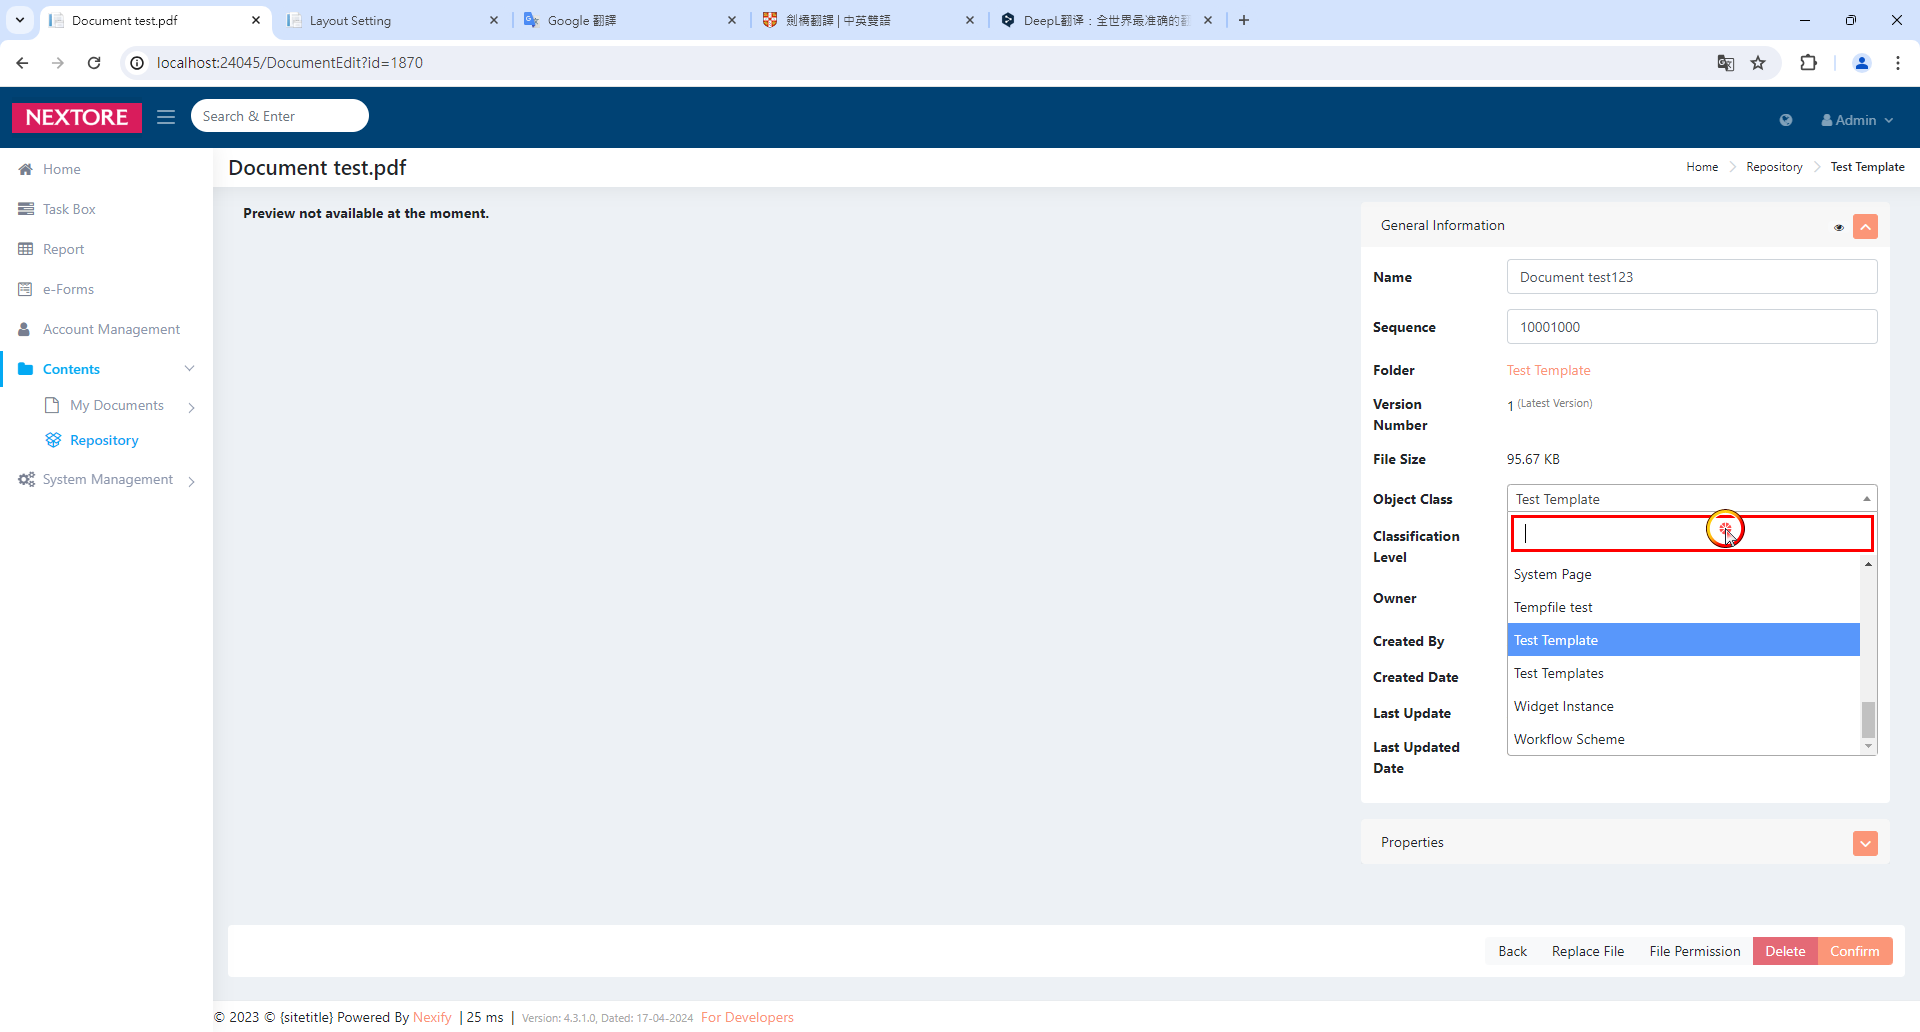 Document test.pdf
Layout Setting
Google 翻譯
劍橋翻譯 | 中英雙語
DeepL翻译：全世界最准确的
localhost:24045/DocumentEdit?id=1870
NEXTORE
Search & Enter
Admin
Home
Task Box
Report
e-Forms
Account Management
Contents
My Documents
Repository
System Management
Document test.pdf
Home
Repository
Test Template
Preview not available at the moment.
General Information
Name
Document test123
Sequence
10001000
Folder
Test Template
Version Number
1 (Latest Version)
File Size
95.67 KB
Object Class
Test Template
Classification Level
Owner
Created By
Created Date
Last Update
Last Updated Date
System Page
Tempfile test
Test Template
Test Templates
Widget Instance
Workflow Scheme
Properties
Back
Replace File
File Permission
Delete
Confirm
© 2023 © {sitetitle} Powered By Nexify | 25 ms | Version: 4.3.1.0, Dated: 17-04-2024 For Developers